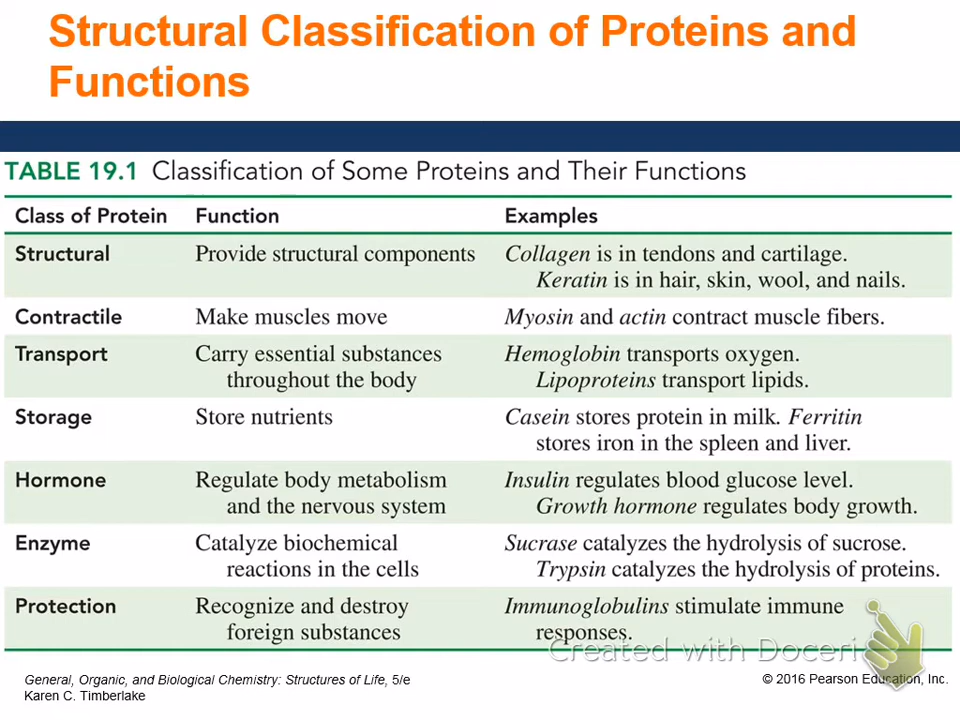 Structural Classification of Proteins and
Functions
TABLE 19.1 Classification of Some Proteins and Their Functions
Class of Protein Function Examples
Structural Provide structural components Collagen is in tendons and cartilage.
Keratin is in hair, skin, wool, and nails.
Contractile Make muscles move Myosin and actin contract muscle fibers.
Transport Carry essential substances Hemoglobin transports oxygen.
throughout the body Lipoproteins transport lipids.
Storage Store nutrients Casein stores protein in milk. Ferritin
stores iron in the spleen and liver.
Hormone Regulate body metabolism Insulin regulates blood glucose level.
and the nervous system Growth hormone regulates body growth.
Enzyme Catalyze biochemical Sucrase catalyzes the hydrolysis of sucrose.
reactions in the cells Trypsin catalyzes the hydrolysis of proteins.
Protection Recognize and destroy Immunoglobulins stimulate immune
foreign substances responses.
Created with Doceri
General, Organic, and Biological Chemistry: Structures of Life, 5/e © 2016 Pearson Education, Inc.
Karen C. Timberlake